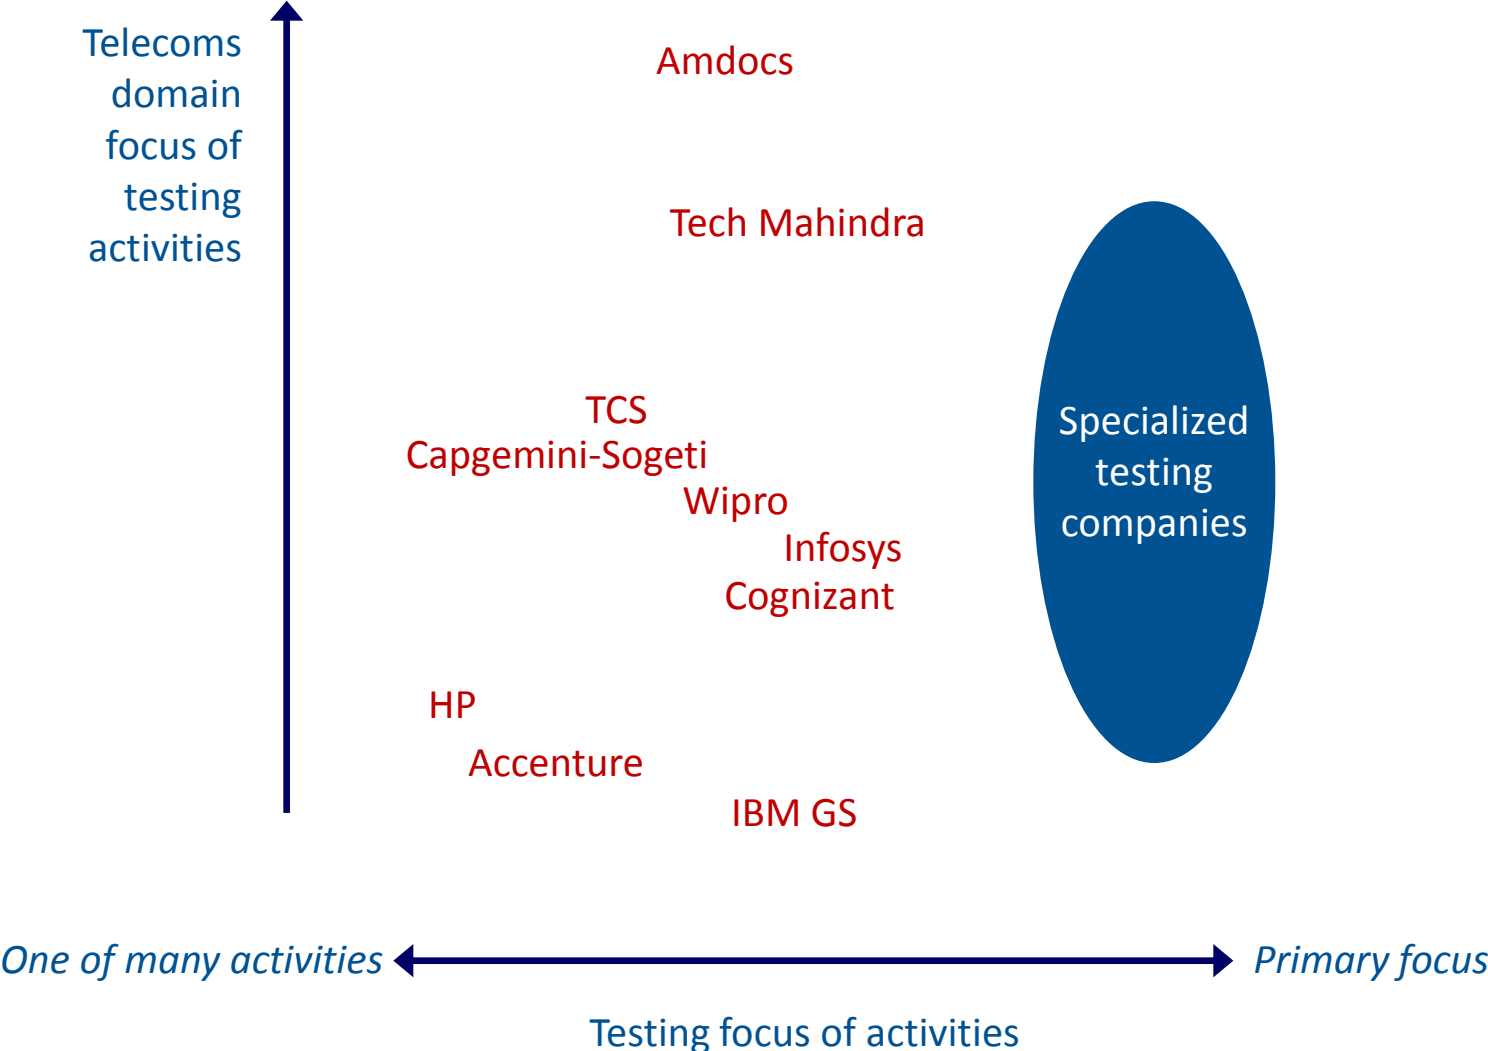 Telecoms
domain
focus of
testing
activities
Amdocs
Tech Mahindra
TCS
Capgemini-Sogeti
Wipro
Infosys
Cognizant
Specialized
testing
companies
HP
Accenture
IBM GS
One of many activities
Primary focus
Testing focus of activities